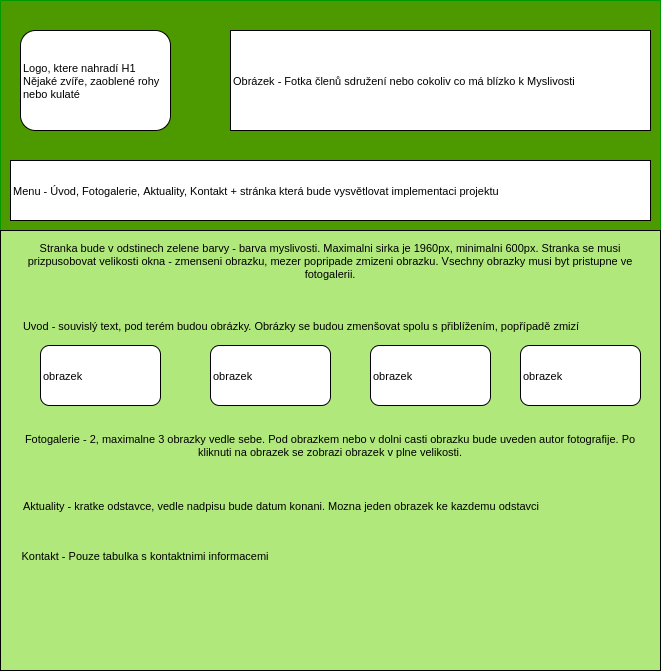 Logo, ktere nahradí H1
Nějaké zvíře, zaoblené rohy
nebo kulaté
Obrázek - Fotka členů sdružení nebo cokoliv co má blízko k Myslivosti
Menu - Úvod, Fotogalerie, Aktuality, Kontakt + stránka která bude vysvětlovat implementaci projektu
Stranka bude v odstinech zelene barvy - barva myslivosti. Maximalni sirka je 1960px, minimalni 600px. Stranka se musi
prizpusobovat velikosti okna - zmenseni obrazku, mezer popripade zmizeni obrazku. Vsechny obrazky musi byt pristupne ve
fotogalerii.
Uvod - souvislý text, pod terém budou obrázky. Obrázky se budou zmenšovat spolu s přiblížením, popřípadě zmizí
obrazek
obrazek
obrazek
obrazek
Fotogalerie - 2, maximalne 3 obrazky vedle sebe. Pod obrazkem nebo v dolni casti obrazku bude uveden autor fotografije. Po
kliknuti na obrazek se zobrazi obrazek v plne velikosti.
Aktuality - kratke odstavce, vedle nadpisu bude datum konani. Mozna jeden obrazek ke kazdemu odstavci
Kontakt - Pouze tabulka s kontaktnimi informacemi